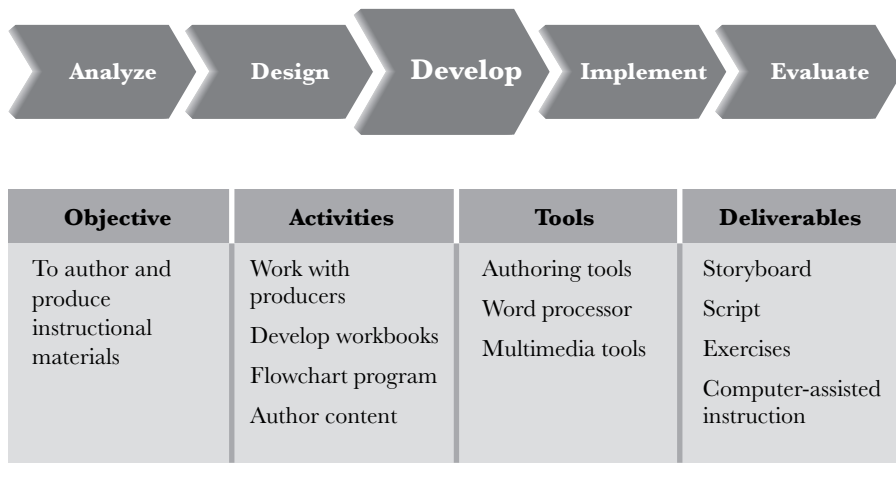 Analyze
Design
Develop
Implement
Evaluate
Objective
Activities
Tools
Deliverables
To author and
produce
instructional
materials
Work with
producers
Develop workbooks
Flowchart program
Author content
Authoring tools
Word processor
Multimedia tools
Storyboard
Script
Exercises
Computer-assisted
instruction